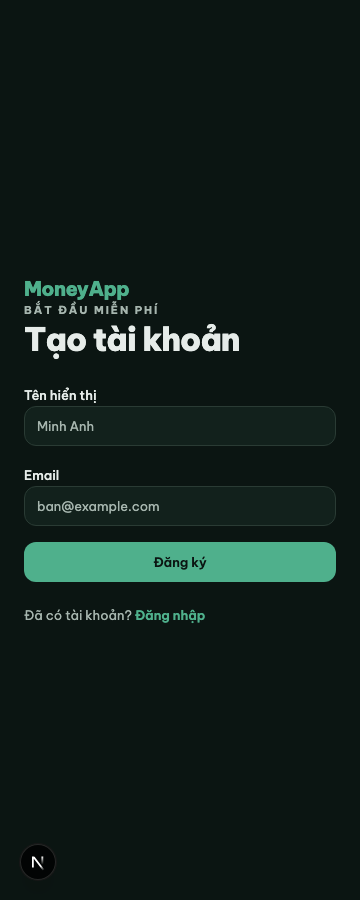 MoneyApp
BẮT ĐẦU MIỄN PHÍ
Tạo tài khoản
Tên hiển thị
Minh Anh
Email
ban@example.com
Đăng ký
Đã có tài khoản? Đăng nhập
N